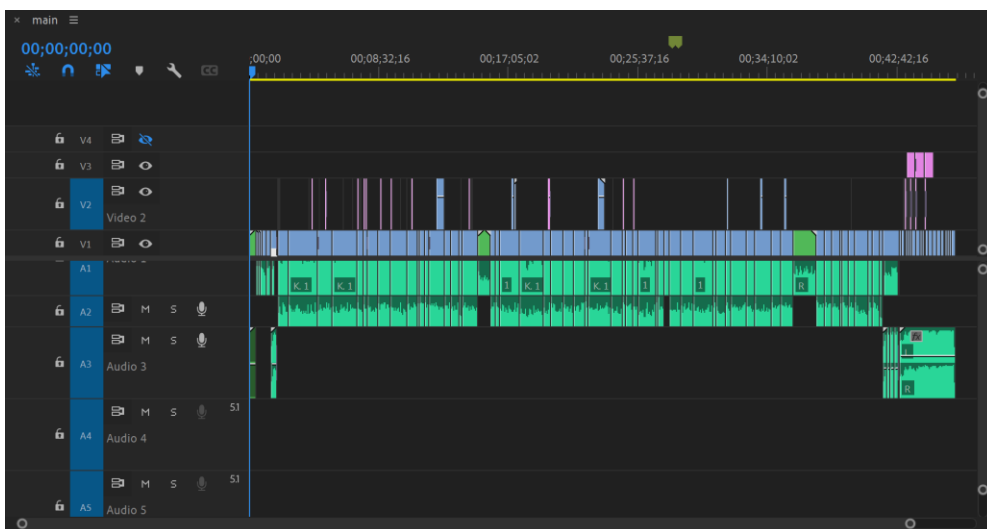 × main ≡
00;00;00;00
;00;00 00;08;32;16 00;17;05;02 00;25;37;16 00;34;10;02 00;42;42;16
CC
V4
V3
V2
Video 2
V1
A1
K. 1 K. 1 1 K. 1 K. 1 1 1 R
A2 M S
A3 M S
Audio 3
fx
L
R
A4 M S 5.1
Audio 4
A5 M S 5.1
Audio 5